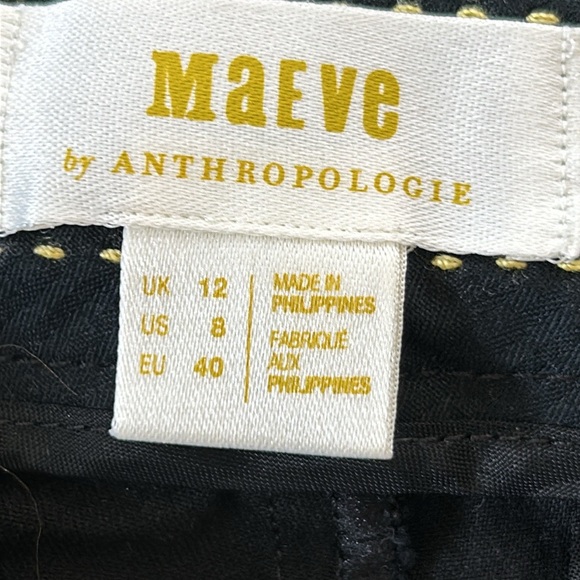 MaEve
by ANTHROPOLOGIE
UK 12
US 8
EU 40
MADE IN
PHILIPPINES
FABRIQUÉ
AUX
PHILIPPINES